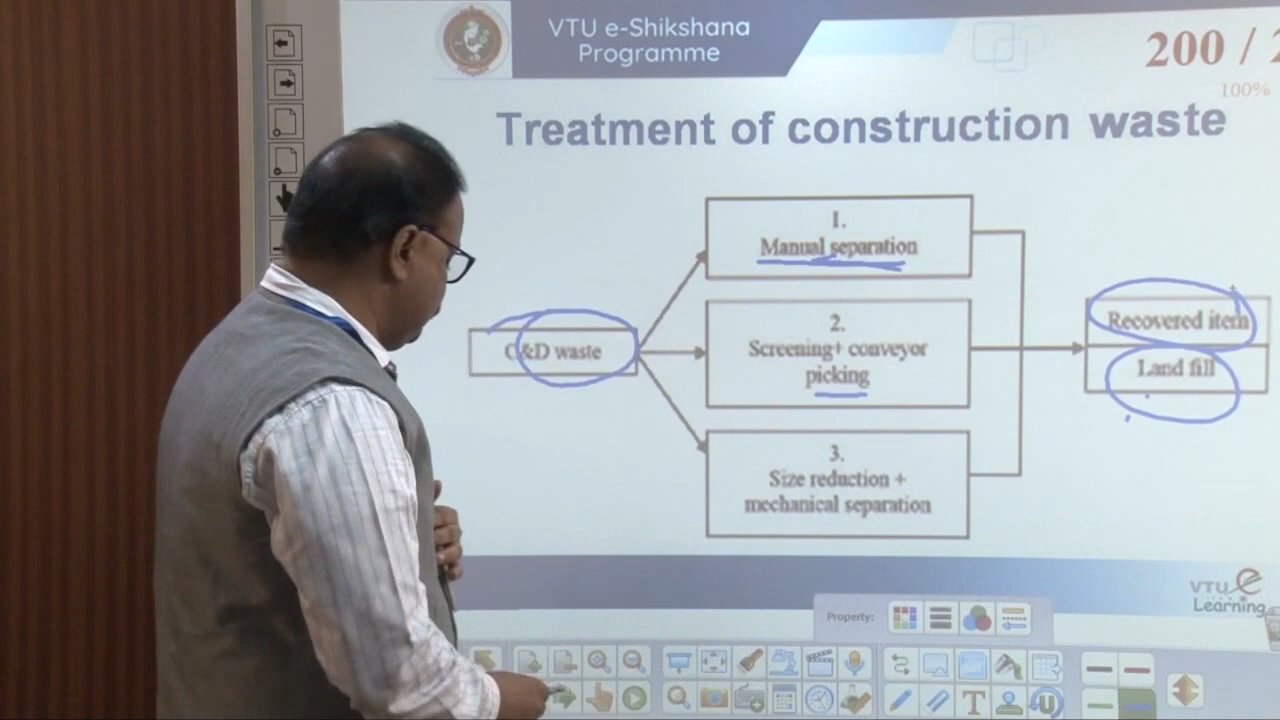 VTU e-Shikshana
Programme
200 / 2
100%
Treatment of construction waste
1.
Manual separation
C&D waste
2.
Screening+ conveyor
picking
3.
Size reduction +
mechanical separation
Recovered item
Land fill
VTU e
Learning
Property:
T